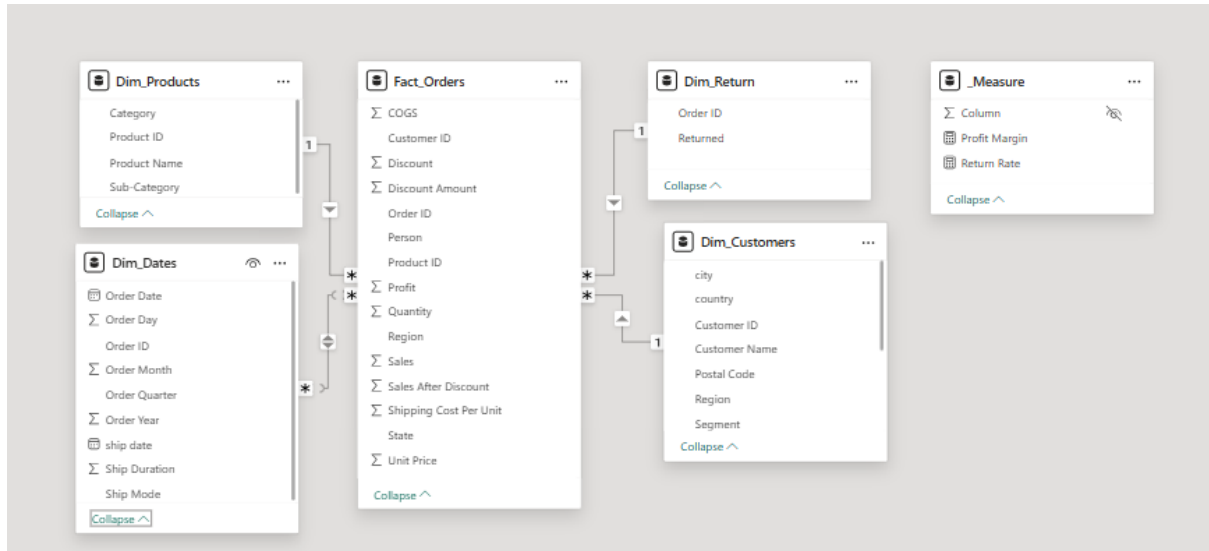 Dim_Products
Category
Product ID
Product Name
Sub-Category
Collapse
Dim_Dates
Order Date
Σ Order Day
Order ID
Σ Order Month
Order Quarter
Σ Order Year
ship date
Σ Ship Duration
Ship Mode
Collapse
1
*
*
*
Fact_Orders
Σ COGS
Customer ID
Σ Discount
Σ Discount Amount
Order ID
Person
Product ID
Σ Profit
Σ Quantity
Region
Σ Sales
Σ Sales After Discount
Σ Shipping Cost Per Unit
State
Σ Unit Price
Collapse
*
*
1
1
Dim_Return
Order ID
Returned
Collapse
Dim_Customers
city
country
Customer ID
Customer Name
Postal Code
Region
Segment
Collapse
_Measure
Σ Column
Profit Margin
Return Rate
Collapse